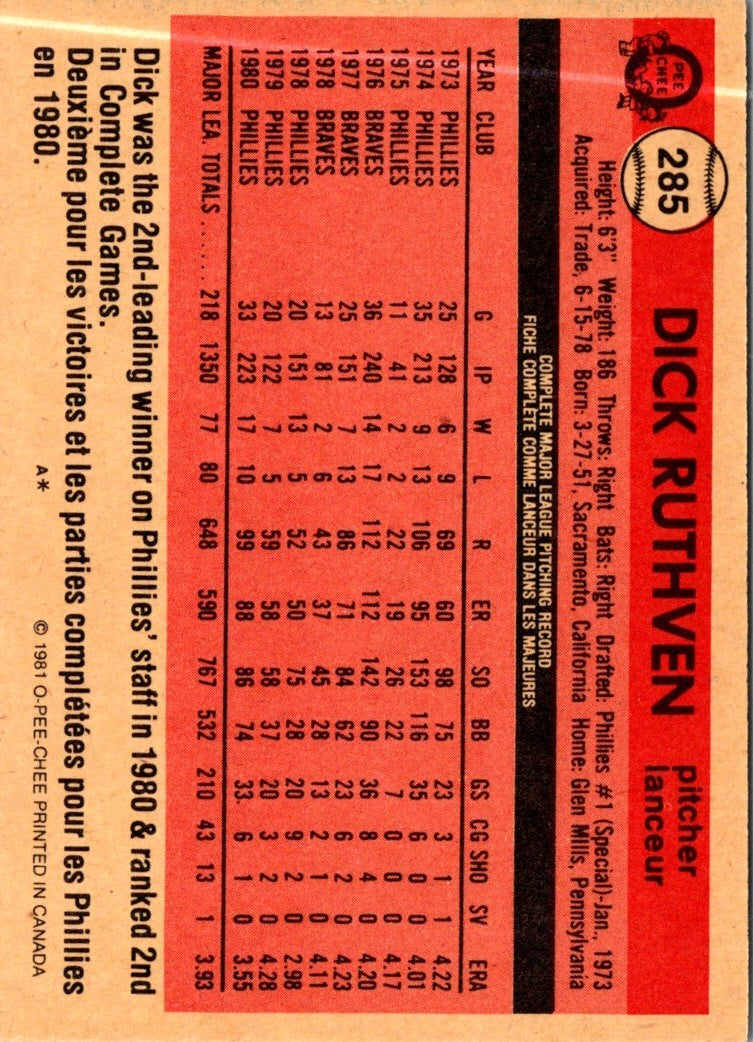 O
PEE
CHEE
285
DICK RUTHVEN
pitcher
lanceur
Height: 6'3" Weight: 186 Throws: Right Bats: Right Drafted: Phillies #1 (Special)-Jan., 1973
Acquired: Trade, 6-15-78 Born: 3-27-51, Sacramento, California Home: Glen Mills, Pennsylvania
COMPLETE MAJOR LEAGUE PITCHING RECORD
FICHE COMPLÈTE COMME LANCEUR DANS LES MAJEURES
YEAR CLUB G IP W L R ER SO BB GS CG SHO SV ERA
1973 PHILLIES 25 128 6 9 69 60 98 75 23 3 1 1 4.22
1974 PHILLIES 35 213 9 13 106 95 153 116 35 6 0 0 4.01
1975 PHILLIES 11 41 2 2 22 19 26 22 7 0 0 0 4.17
1976 BRAVES 36 240 14 17 112 112 142 90 36 8 4 0 4.20
1977 BRAVES 25 151 7 13 86 71 84 62 23 6 2 0 4.23
1978 BRAVES 13 81 2 6 43 37 45 28 13 2 1 0 4.11
1978 PHILLIES 20 151 13 5 52 50 75 28 20 9 2 0 2.98
1979 PHILLIES 20 122 7 5 59 58 58 37 20 3 2 0 4.28
1980 PHILLIES 33 223 17 10 99 88 86 74 33 6 1 0 3.55
MAJOR LEA. TOTALS ...... 218 1350 77 80 648 590 767 532 210 43 13 1 3.93
Dick was the 2nd-leading winner on Phillies' staff in 1980 & ranked 2nd
in Complete Games.
Deuxième pour les victoires et les parties complétées pour les Phillies
en 1980.
A* © 1981 O-PEE-CHEE PRINTED IN CANADA